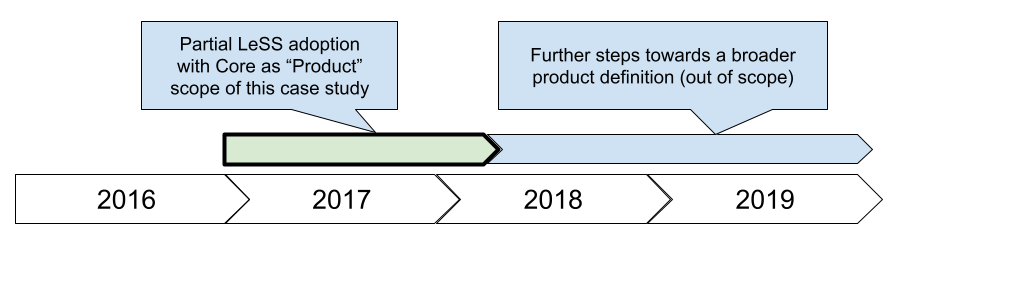 Partial LeSS adoption
with Core as “Product”
scope of this case study
Further steps towards a broader
product definition (out of scope)
2016
2017
2018
2019